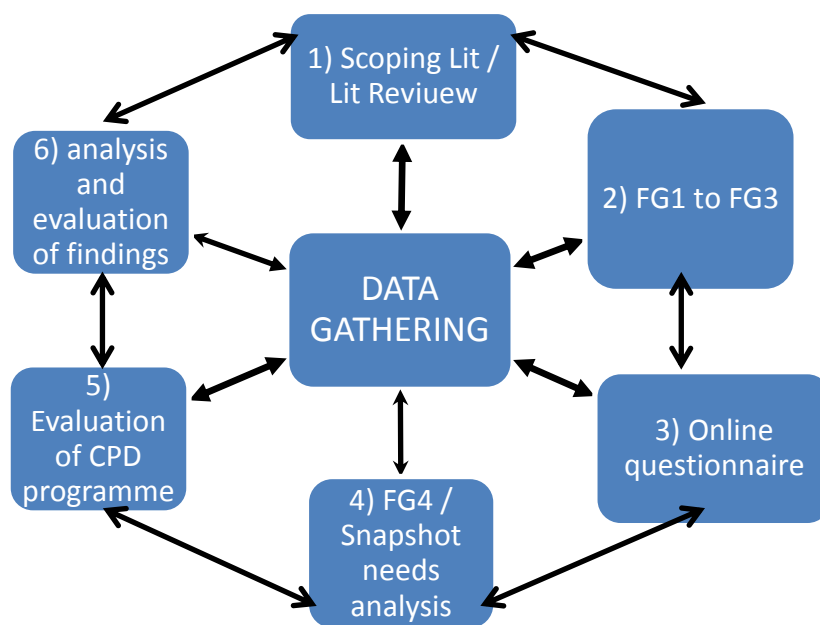 1) Scoping Lit /
Lit Reviuew
2) FG1 to FG3
3) Online
questionnaire
4) FG4 /
Snapshot
needs
analysis
5)
Evaluation
of CPD
programme
6) analysis
and
evaluation
of findings
DATA
GATHERING